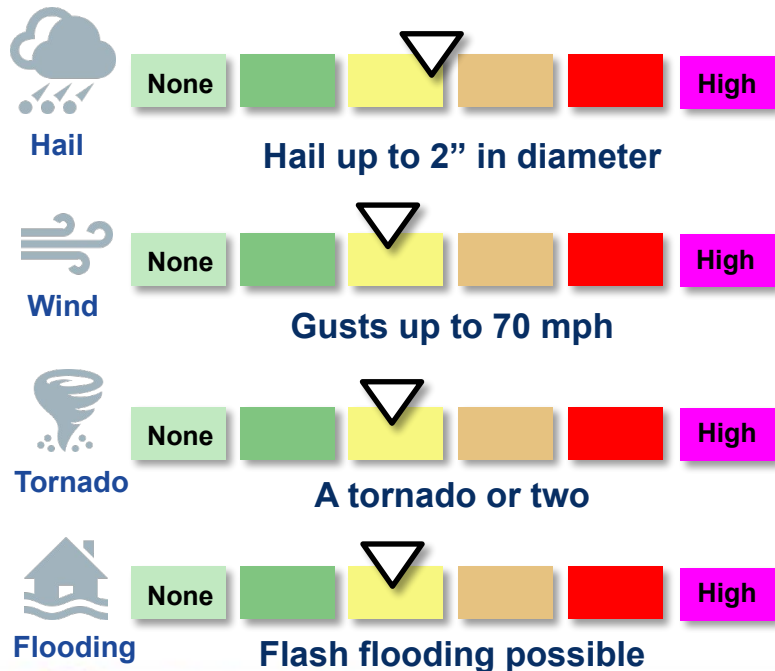 None High
Hail
Hail up to 2” in diameter
None High
Wind
Gusts up to 70 mph
None High
Tornado
A tornado or two
None High
Flooding
Flash flooding possible